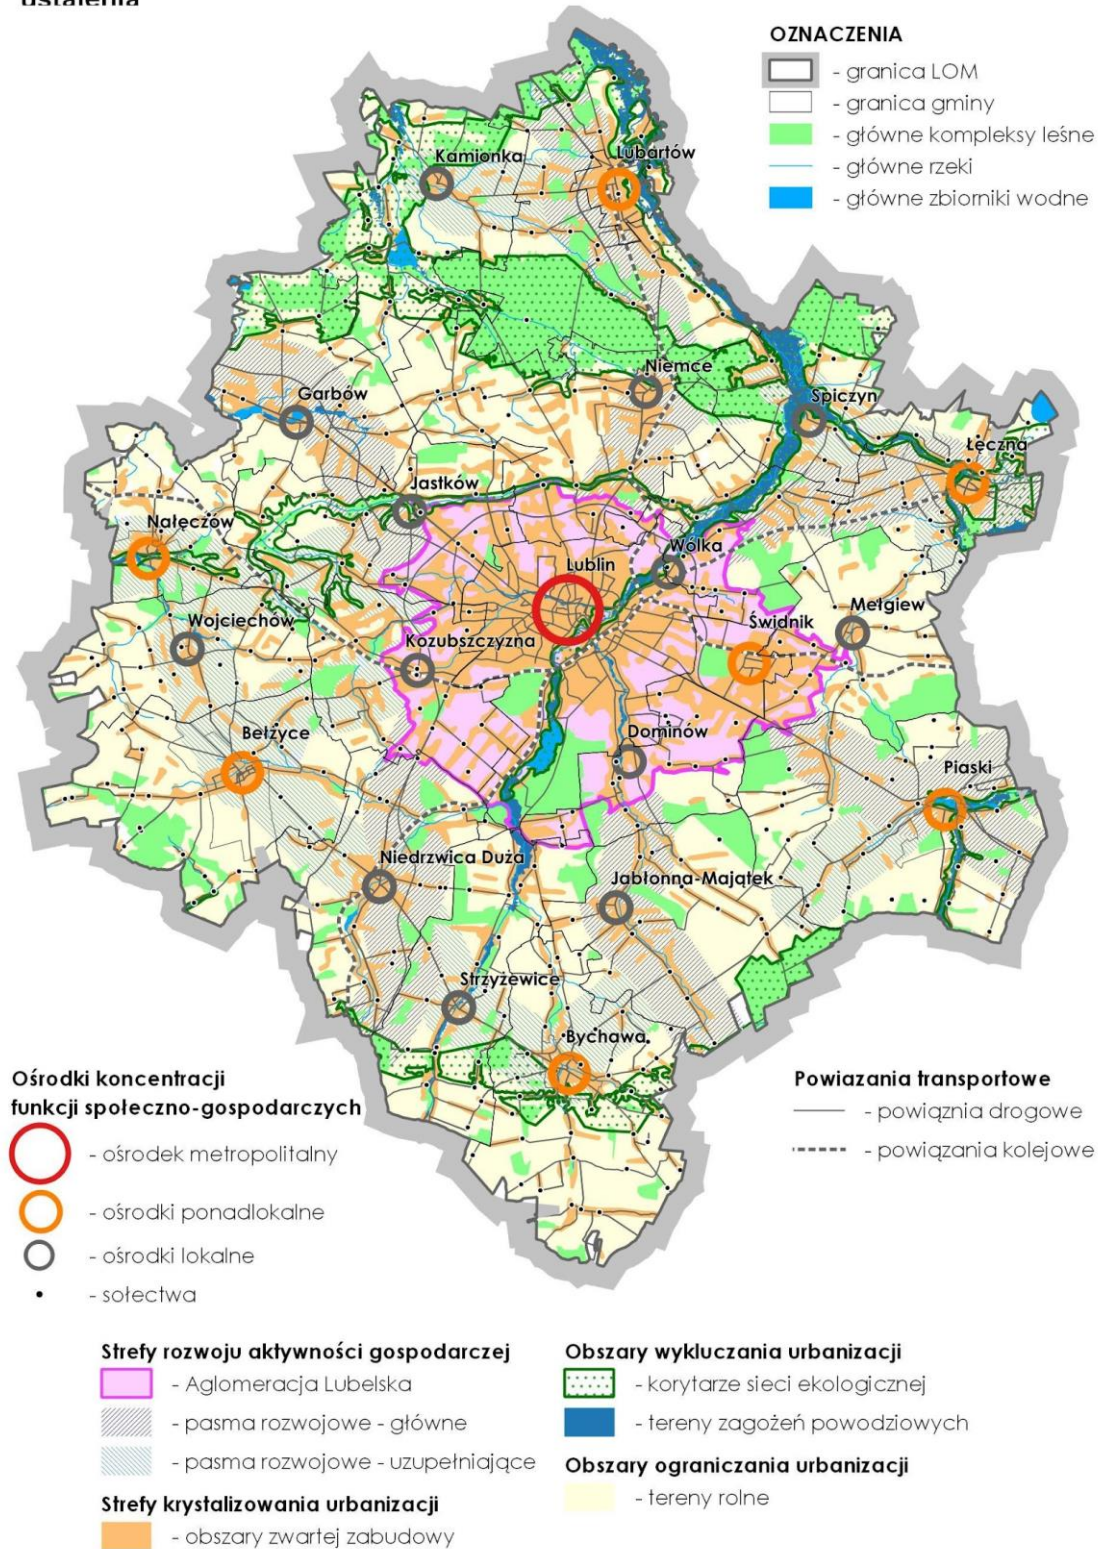 ustalenia
OZNACZENIA
- granica LOM
- granica gminy
- główne kompleksy leśne
- główne rzeki
- główne zbiorniki wodne
Kamionka
Lubartów
Niemce
Garbów
Spiczyn
Łęczna
Jastków
Nałęczów
Wólka
Lublin
Wojciechów
Mełgiew
Świdnik
Kozubszczyzna
Bełżyce
Dominów
Piaski
Niedrzwica Duża
Jabłonna-Majątek
Strzyżewice
Bychawa
Ośrodki koncentracji
funkcji społeczno-gospodarczych
- ośrodek metropolitalny
- ośrodki ponadlokalne
- ośrodki lokalne
- sołectwa
Powiazania transportowe
- powiąznia drogowe
- powiązania kolejowe
Strefy rozwoju aktywności gospodarczej
- Aglomeracja Lubelska
- pasma rozwojowe - główne
- pasma rozwojowe - uzupełniające
Strefy krystalizowania urbanizacji
- obszary zwartej zabudowy
Obszary wykluczania urbanizacji
- korytarze sieci ekologicznej
- tereny zagożeń powodziowych
Obszary ograniczania urbanizacji
- tereny rolne